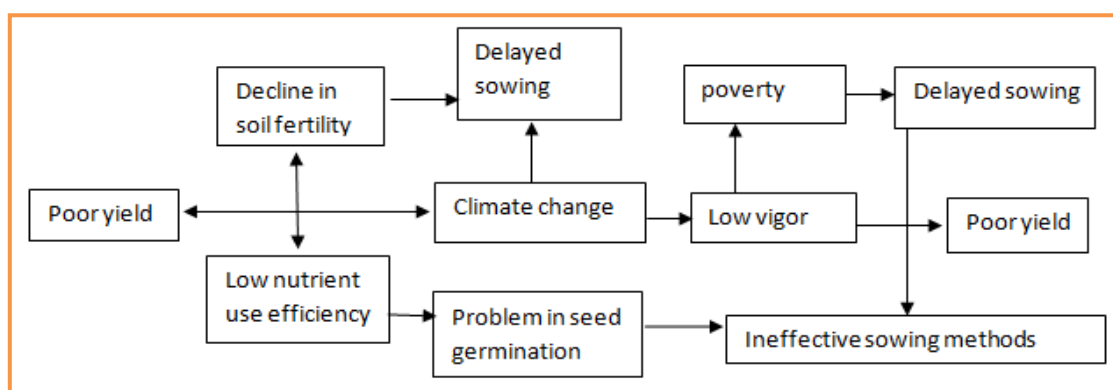 Delayed
sowing
Decline in
soil fertility
poverty
Delayed sowing
Poor yield
Climate change
Low vigor
Poor yield
Low nutrient
use efficiency
Problem in seed
germination
Ineffective sowing methods